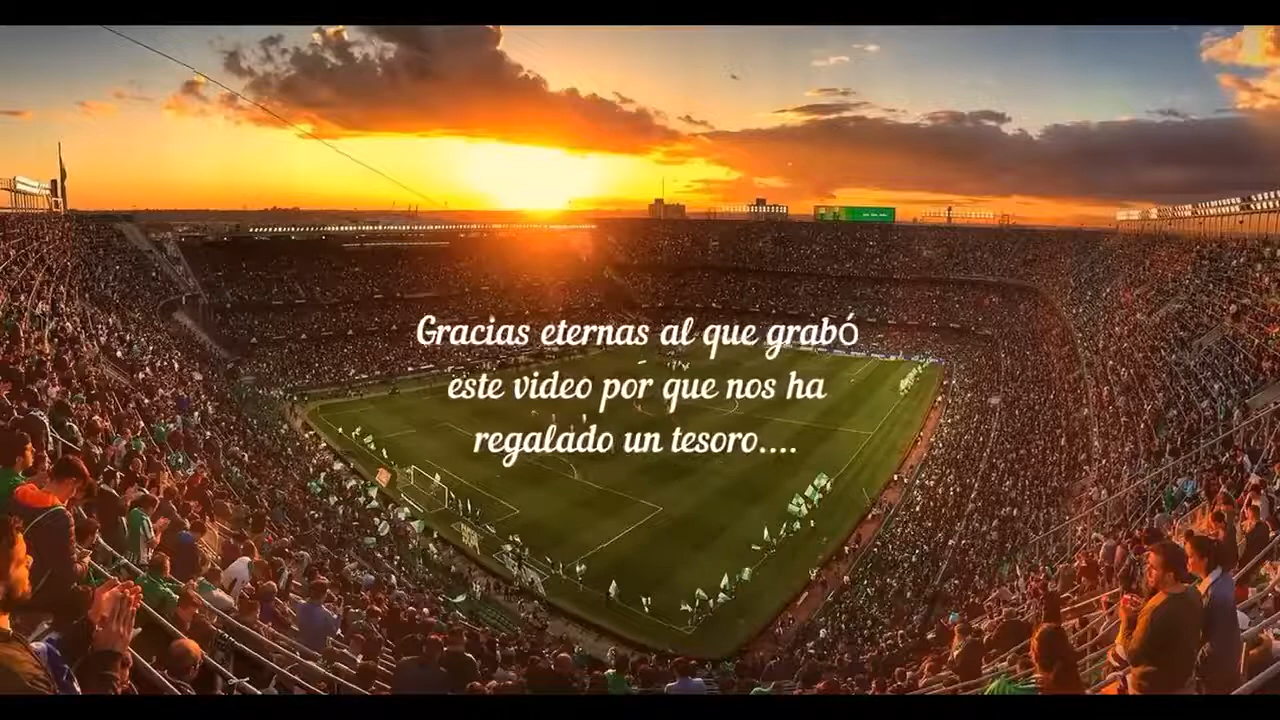 Gracias eternas al que grabó
este video por que nos ha
regalado un tesoro....